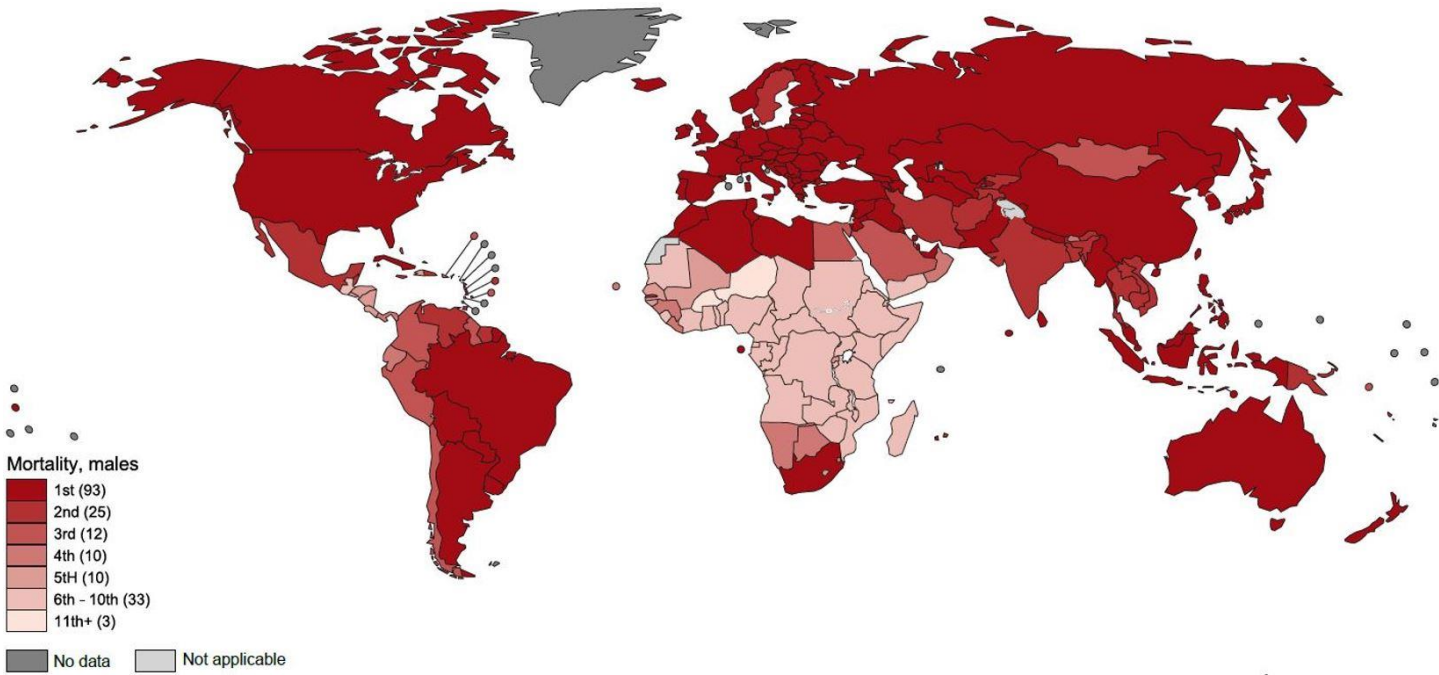 Mortality, males
1st (93)
2nd (25)
3rd (12)
4th (10)
5tH (10)
6th - 10th (33)
11th+ (3)
No data
Not applicable